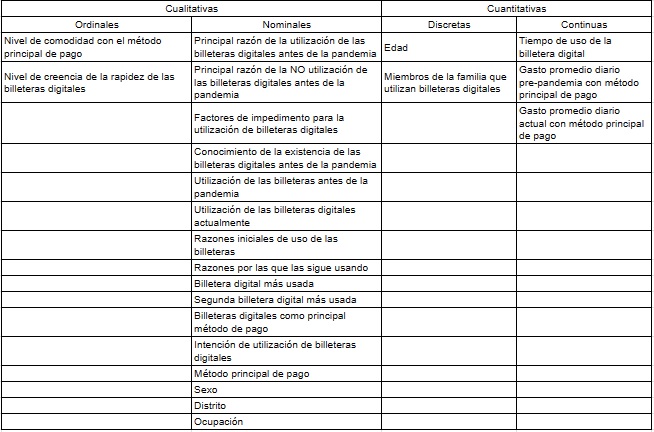 Cualitativas Cuantitativas
Ordinales Nominales Discretas Continuas
Nivel de comodidad con el método
principal de pago
Principal razón de la utilización de las
billeteras digitales antes de la pandemia
Edad
Tiempo de uso de la
billetera digital
Nivel de creencia de la rapidez de las
billeteras digitales
Principal razón de la NO utilización de
las billeteras digitales antes de la
pandemia
Miembros de la familia que
utilizan billeteras digitales
Gasto promedio diario
pre-pandemia con método
principal de pago
Factores de impedimento para la
utilización de billeteras digitales
Gasto promedio diario
actual con método principal
de pago
Conocimiento de la existencia de las
billeteras digitales antes de la pandemia
Utilización de las billeteras antes de la
pandemia
Utilización de las billeteras digitales
actualmente
Razones iniciales de uso de las
billeteras
Razones por las que las sigue usando
Billetera digital más usada
Segunda billetera digital más usada
Billeteras digitales como principal
método de pago
Intención de utilización de billeteras
digitales
Método principal de pago
Sexo
Distrito
Ocupación